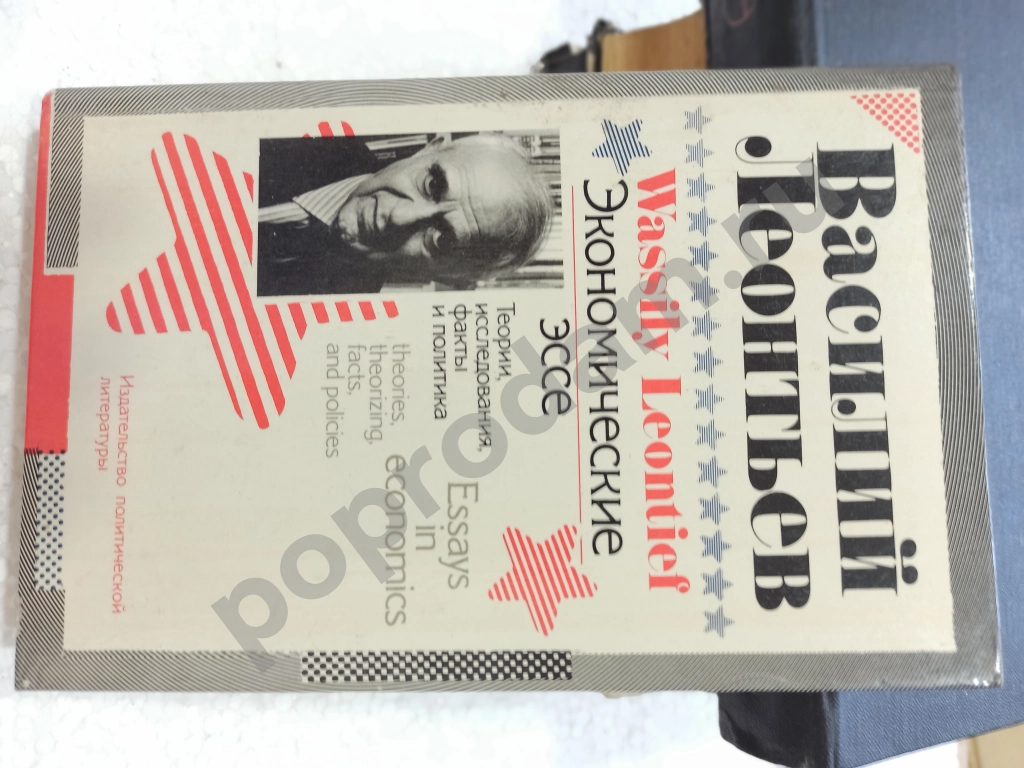 Василий
Леонтьев
Wassily Leontief
Экономические
эссе
Теории,
исследования,
факты
и политика
Essays
in
economics
theories,
theorizing,
facts,
and policies
Издательство политической
литературы
poprodam.ru